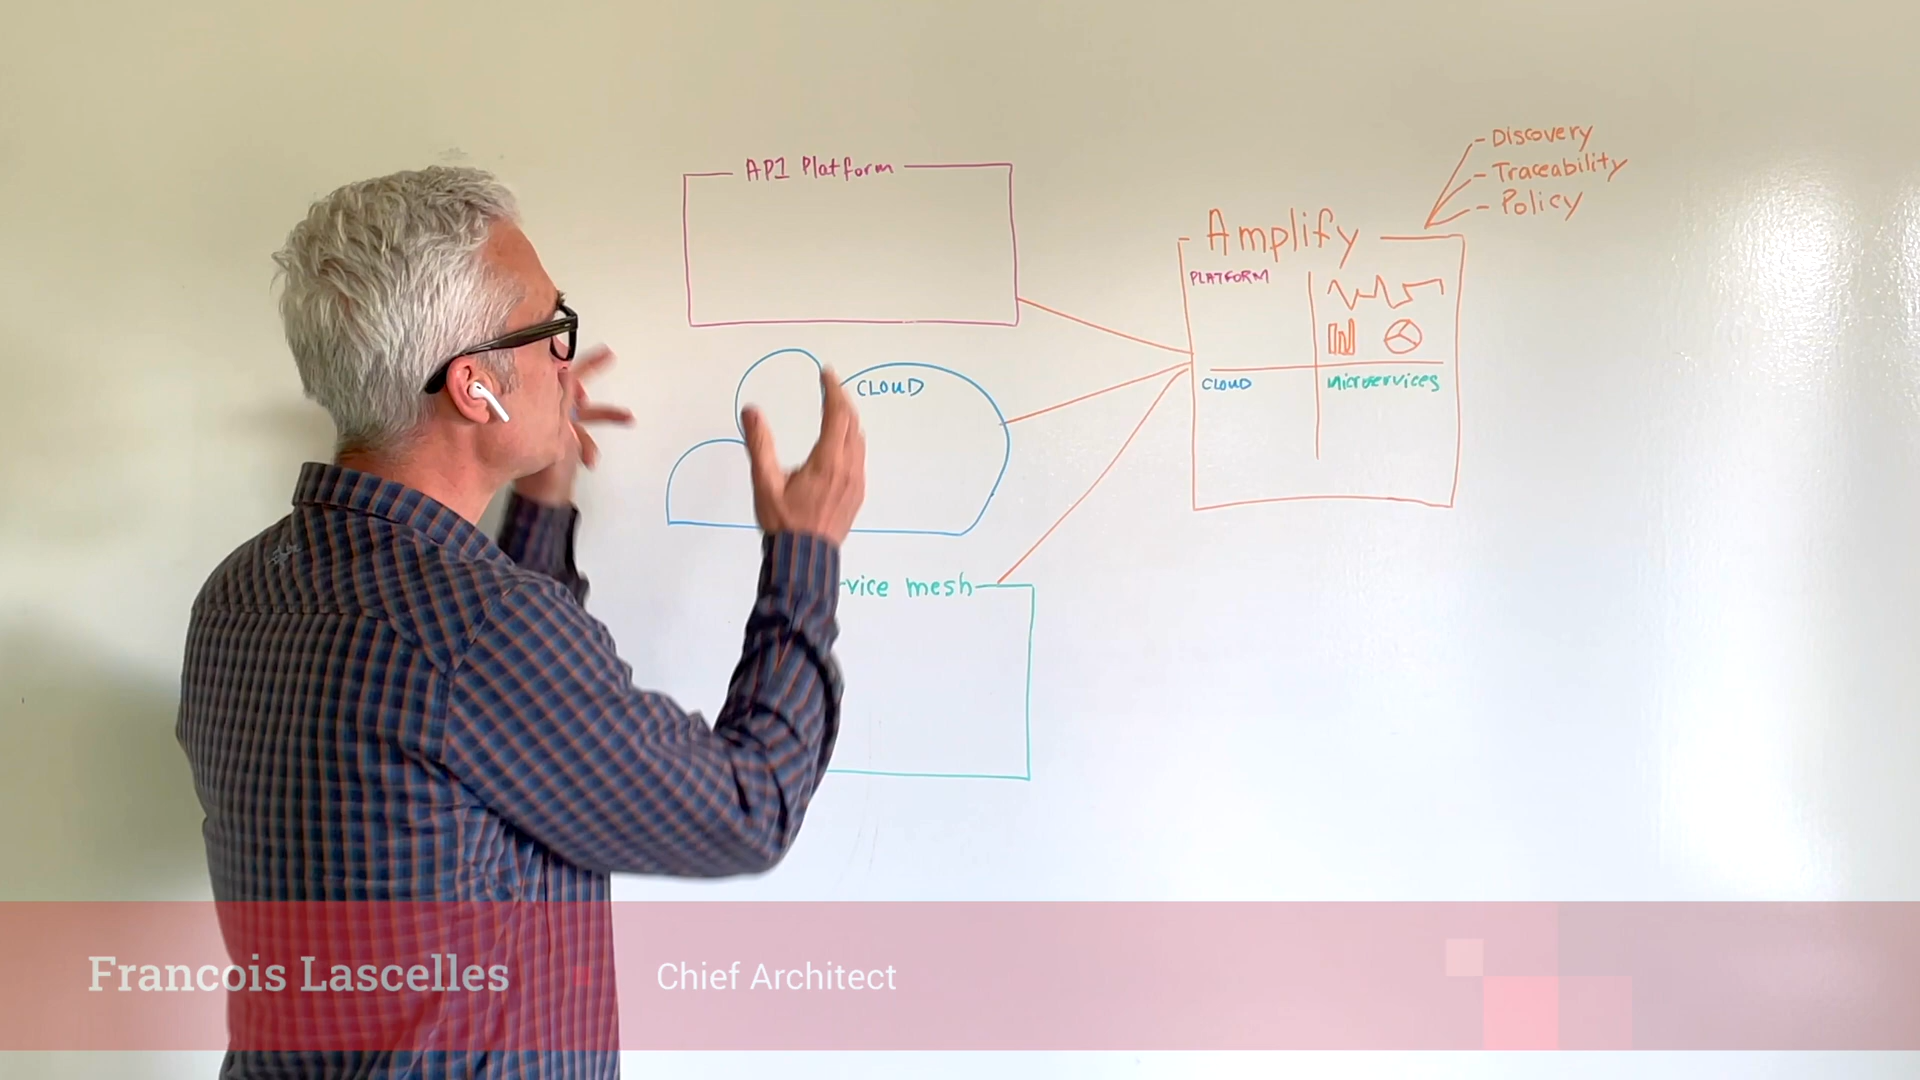 API Platform
CLOUD
vice mesh
Amplify
- Discovery
- Traceability
- Policy
PLATFORM
CLOUD
Microservices
Francois Lascelles
Chief Architect